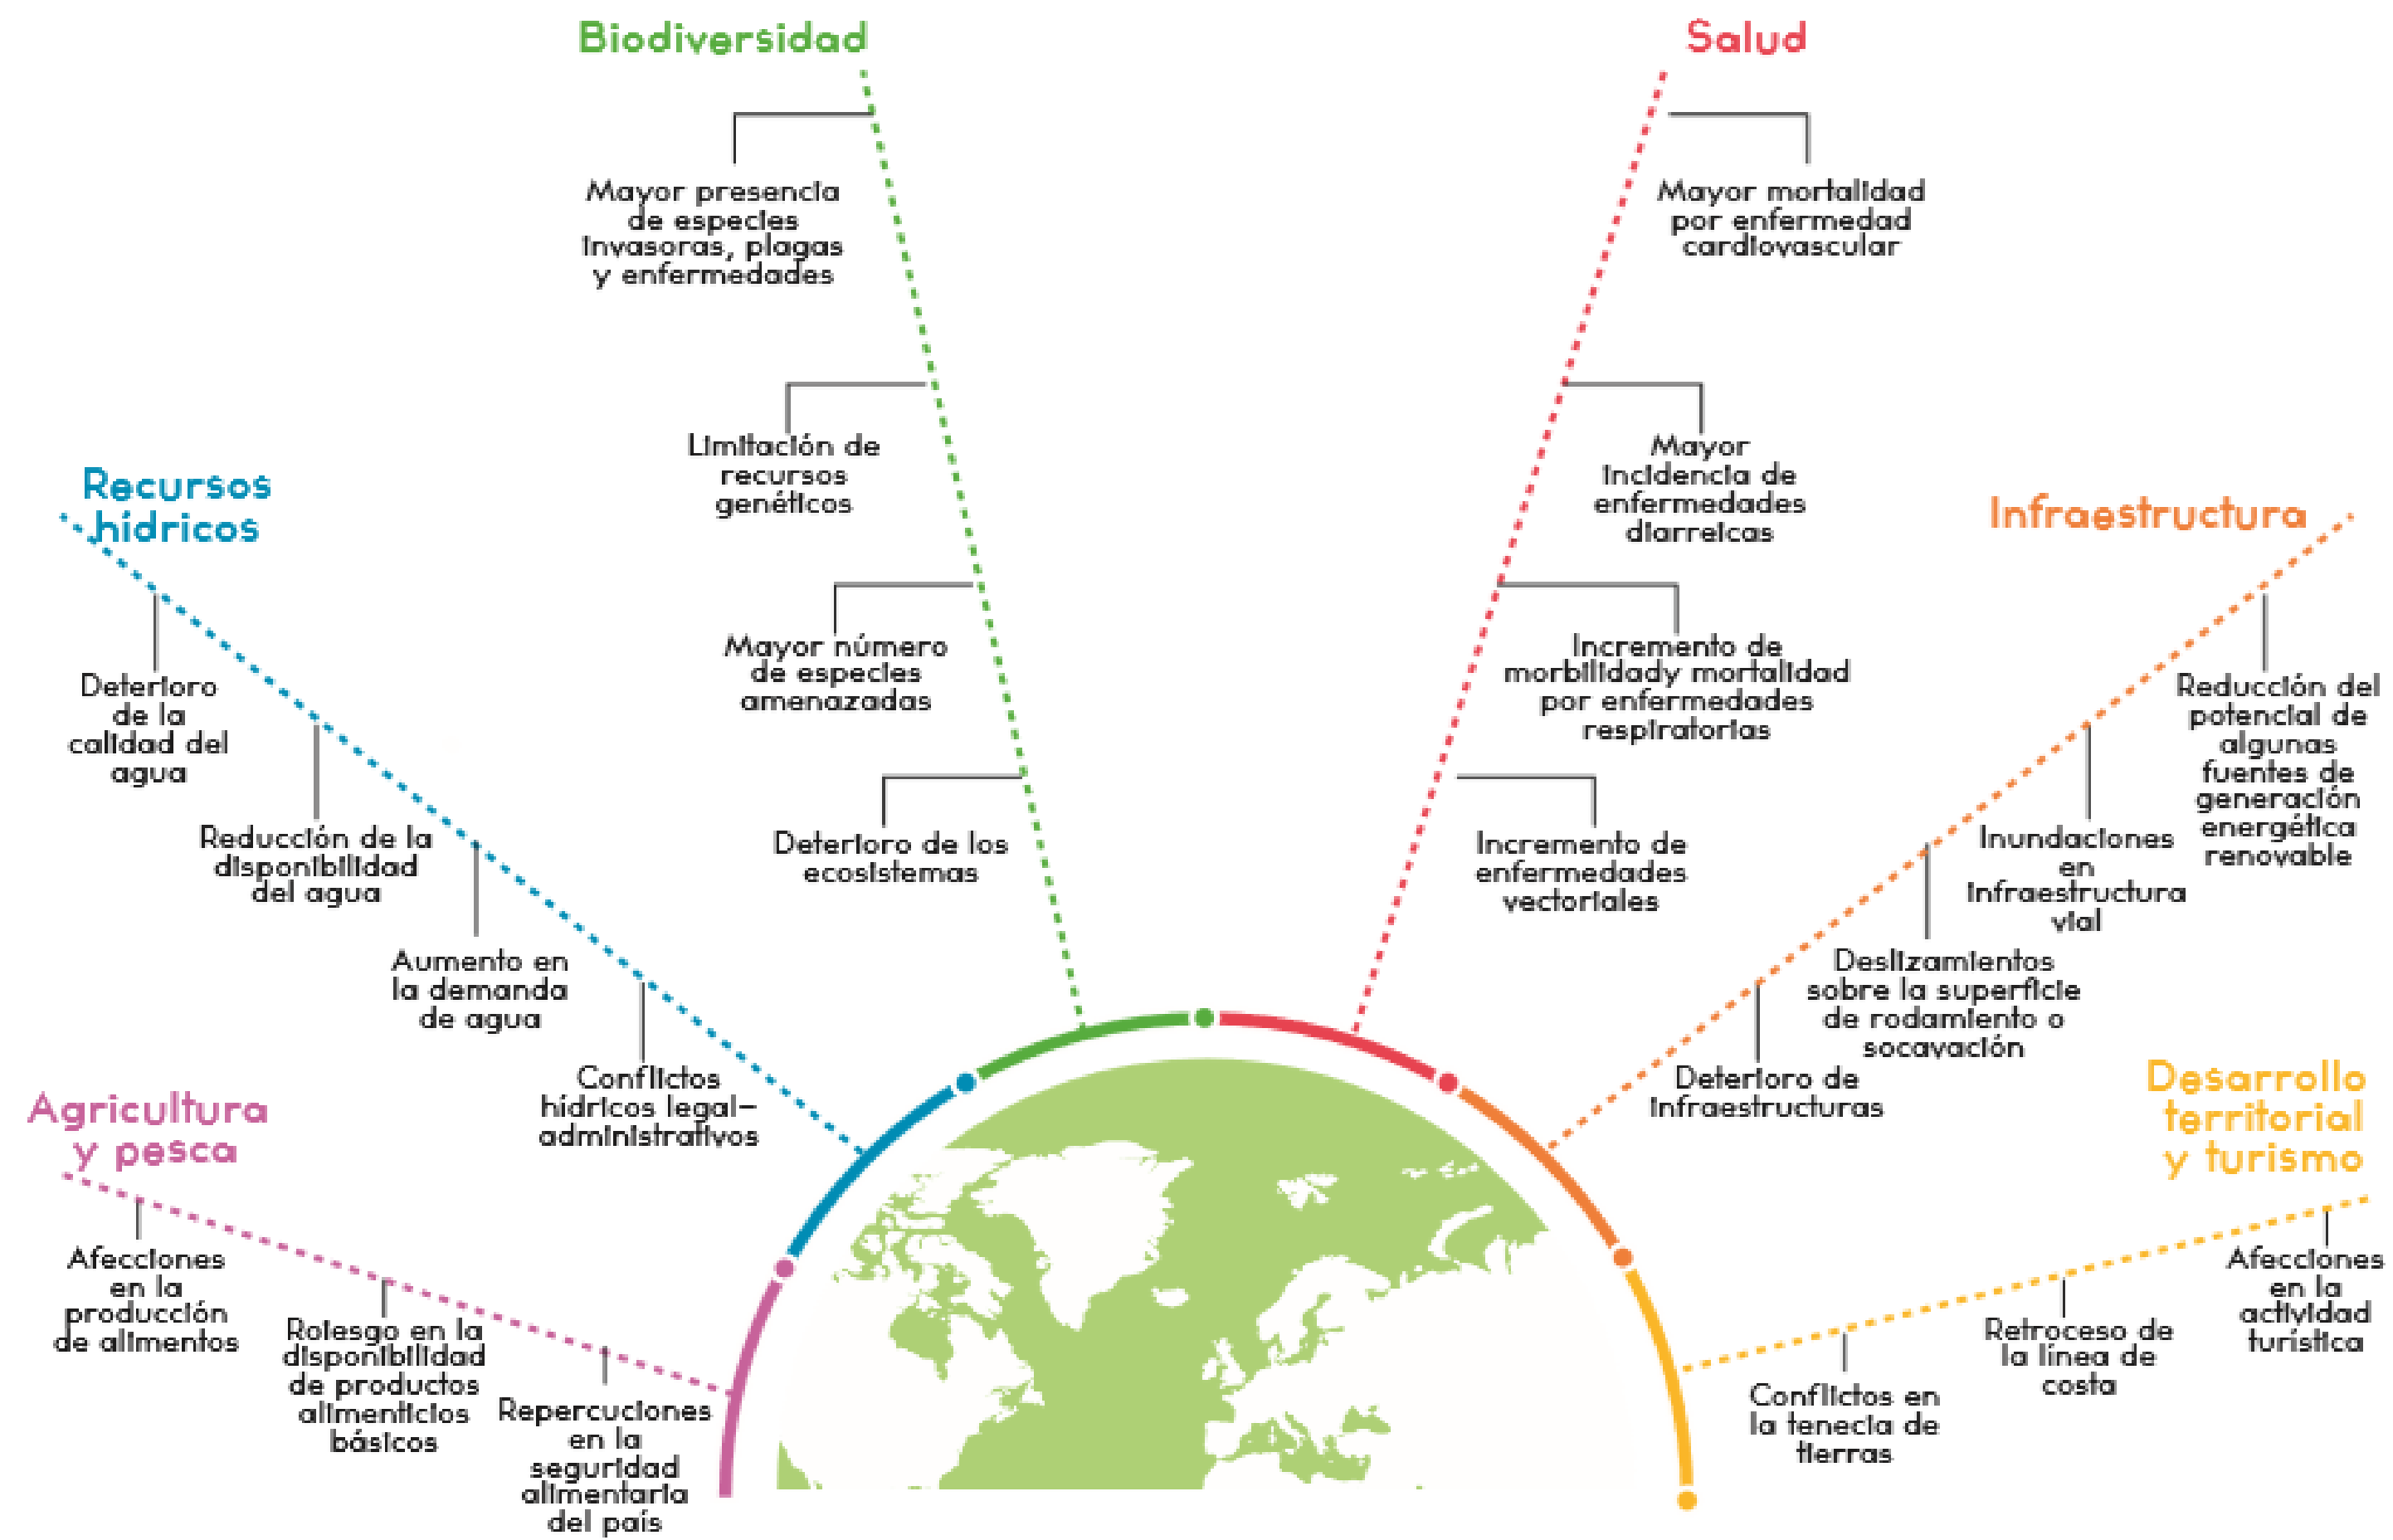 Biodiversidad
Mayor presencia
de especies
invasoras, plagas
y enfermedades
Limitación de
recursos
genéticos
Mayor número
de especies
amenazadas
Deterioro de los
ecosistemas
Salud
Mayor mortalidad
por enfermedad
cardiovascular
Mayor
incidencia de
enfermedades
diarreicas
Incremento de
morbilidady mortalidad
por enfermedades
respiratorias
Incremento de
enfermedades
vectoriales
Recursos
hídricos
Deterioro
de la
calidad del
agua
Reducción de la
disponibilidad
del agua
Aumento en
la demanda
de agua
Conflictos
hídricos legal-
administrativos
Infraestructura
Reducción del
potencial de
algunas
fuentes de
generación
energética
renovable
Inundaciones
en
infraestructura
vial
Deslizamientos
sobre la superficie
de rodamiento o
socavación
Deterioro de
infraestructuras
Agricultura
y pesca
Afecciones
en la
producción
de alimentos
Roiesgo en la
disponibilidad
de productos
alimenticios
básicos
Repercuciones
en la
seguridad
alimentaria
del país
Desarrollo
territorial
y turismo
Afecciones
en la
actividad
turística
Retroceso de
la línea de
costa
Conflictos en
la tenecia de
tierras